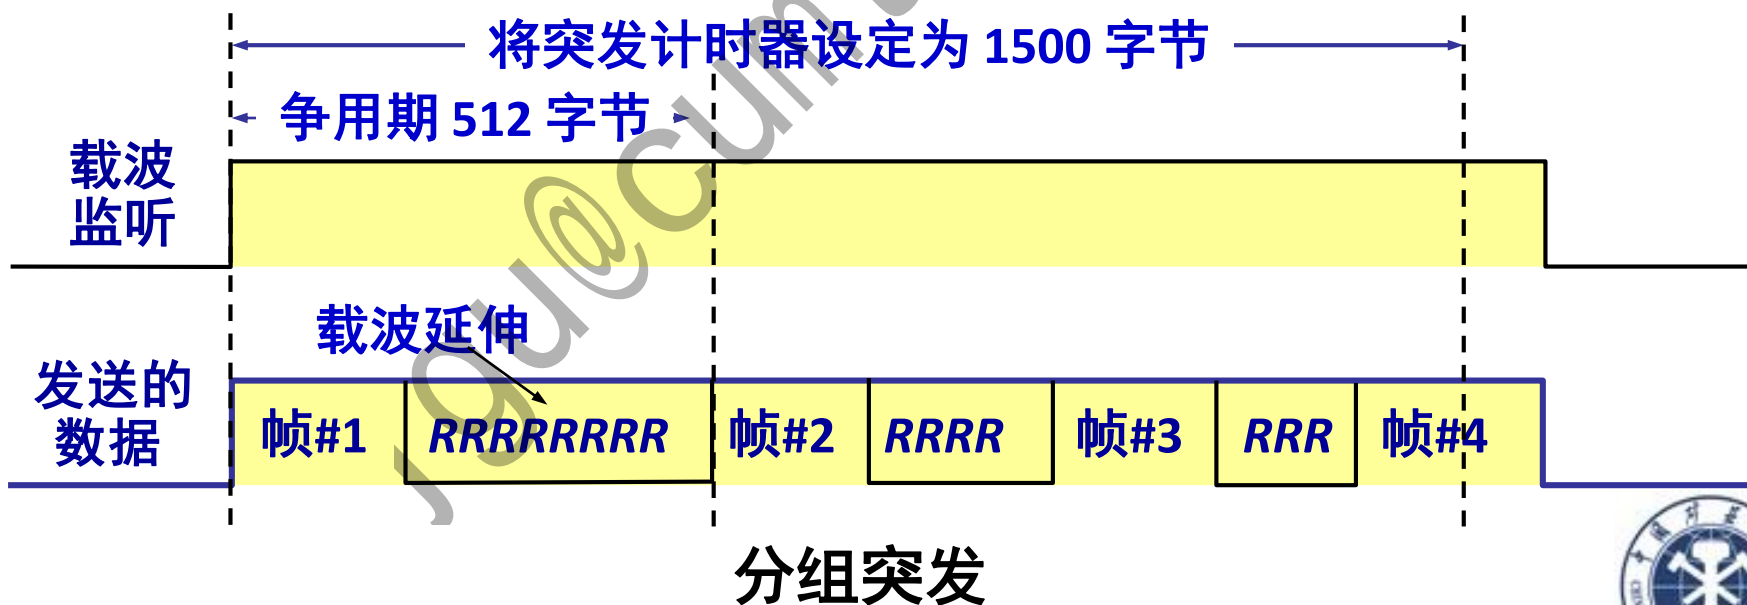 将突发计时器设定为 1500 字节
争用期 512 字节
载波
监听
载波延伸
发送的
数据
帧#1
RRRRRRRR
帧#2
RRRR
帧#3
RRR
帧#4
gu@cum
分组突发